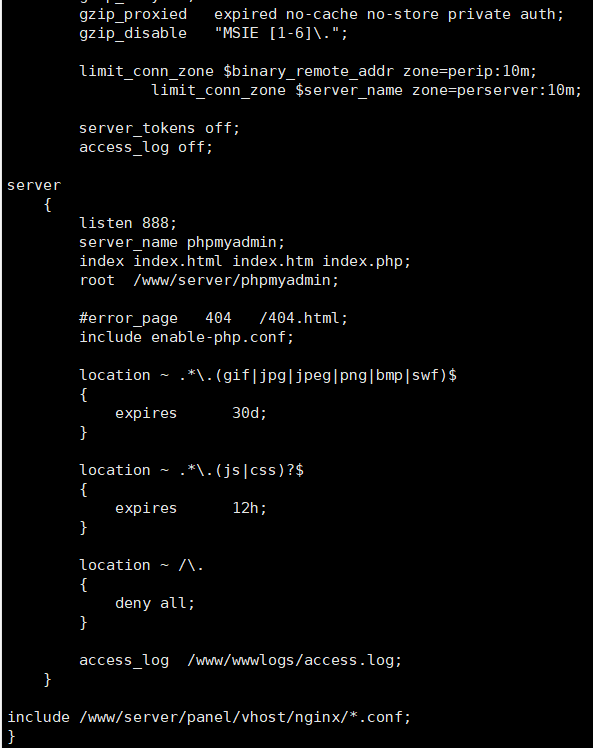 gzip_proxied   expired no-cache no-store private auth;
gzip_disable   "MSIE [1-6]\.";
limit_conn_zone $binary_remote_addr zone=perip:10m;
limit_conn_zone $server_name zone=perserver:10m;
server_tokens off;
access_log off;
server
{
listen 888;
server_name phpmyadmin;
index index.html index.htm index.php;
root  /www/server/phpmyadmin;
#error_page   404   /404.html;
include enable-php.conf;
location ~ .*\.(gif|jpg|jpeg|png|bmp|swf)$
{
expires      30d;
}
location ~ .*\.(js|css)?$
{
expires      12h;
}
location ~ /\.
{
deny all;
}
access_log  /www/wwwlogs/access.log;
}
include /www/server/panel/vhost/nginx/*.conf;
}